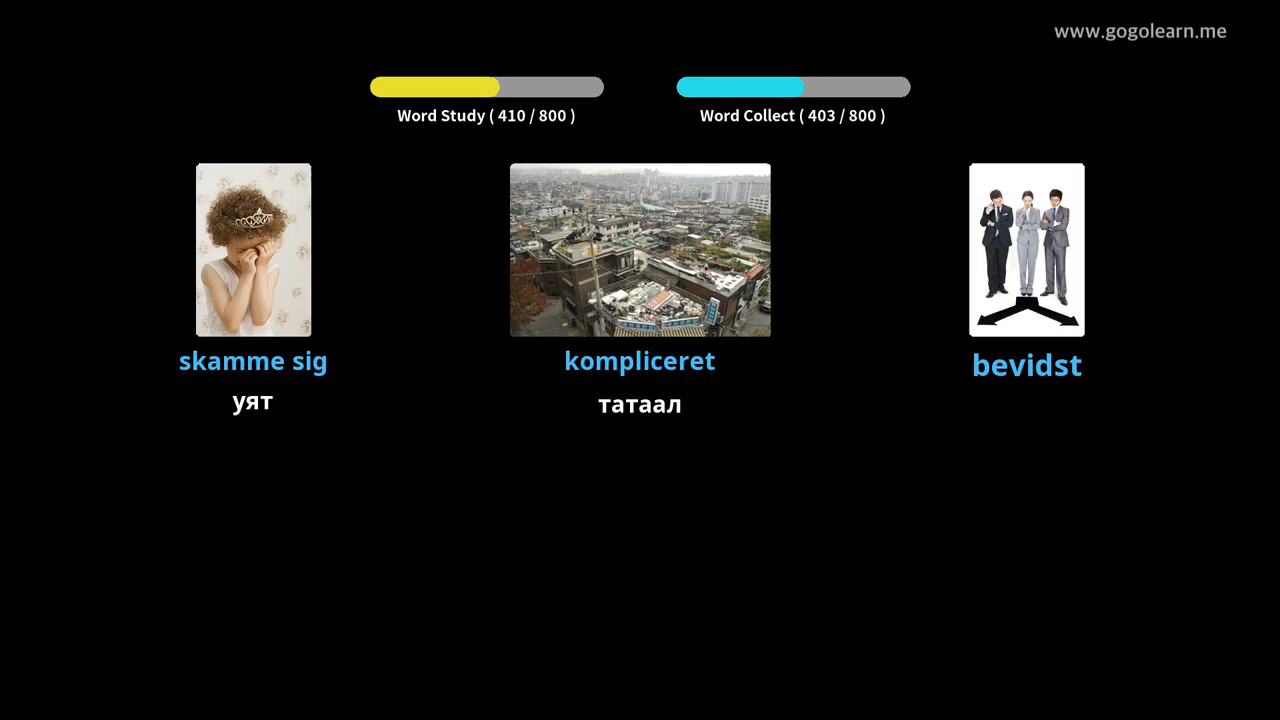 www.gogolearn.me
Word Study ( 410 / 800 )
Word Collect ( 403 / 800 )
skamme sig
уят
kompliceret
татаал
bevidst